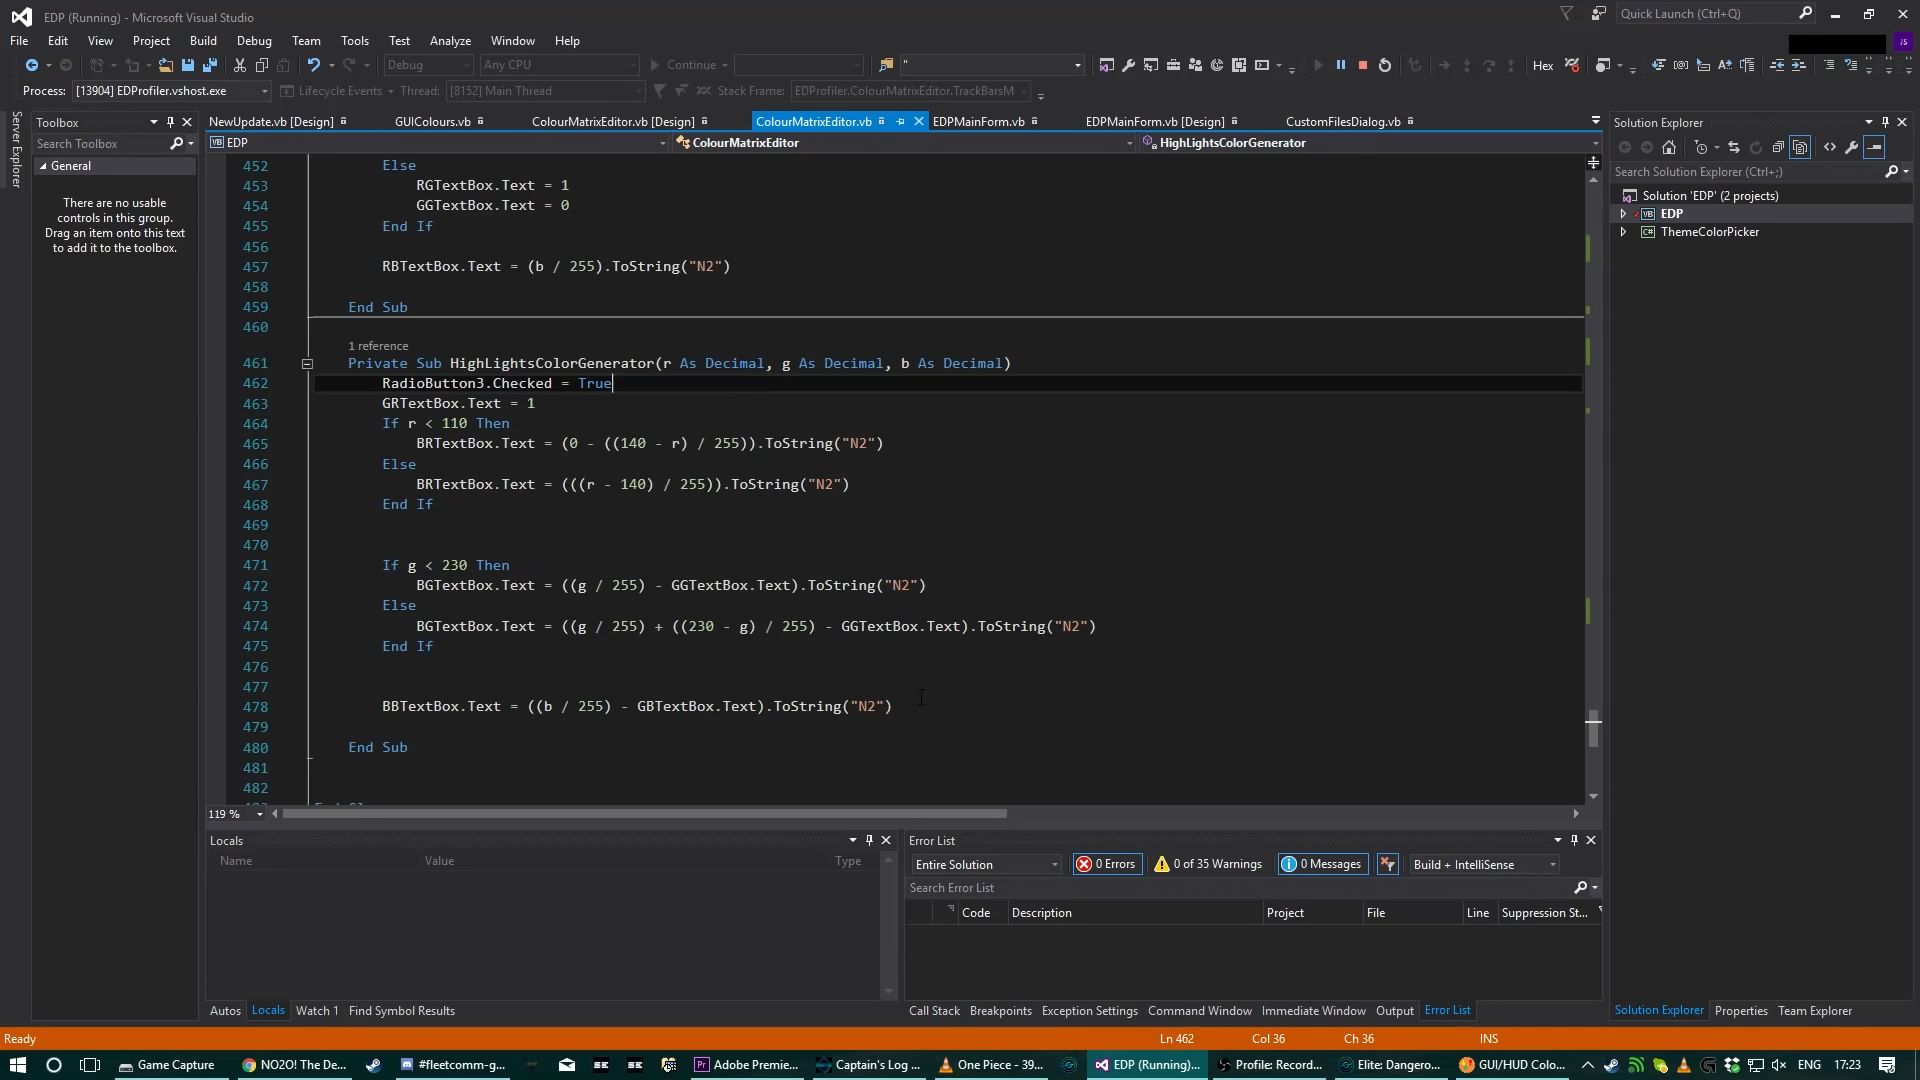 EDP (Running) - Microsoft Visual Studio
Quick Launch (Ctrl+Q)
File Edit View Project Build Debug Team Tools Test Analyze Window Help
JS
Debug Any CPU Continue " Hex
Process: [13904] EDProfiler.vshost.exe Lifecycle Events Thread: [8152] Main Thread Stack Frame: EDProfiler.ColourMatrixEditor.TrackBarsM
Server Explorer
Toolbox
Search Toolbox
General
There are no usable
controls in this group.
Drag an item onto this text
to add it to the toolbox.
NewUpdate.vb [Design] GUIColours.vb ColourMatrixEditor.vb [Design] ColourMatrixEditor.vb EDPMainForm.vb EDPMainForm.vb [Design] CustomFilesDialog.vb
EDP ColourMatrixEditor HighLightsColorGenerator
452 Else
453 RGTextBox.Text = 1
454 GGTextBox.Text = 0
455 End If
456
457 RBTextBox.Text = (b / 255).ToString("N2")
458
459 End Sub
460
1 reference
461 Private Sub HighLightsColorGenerator(r As Decimal, g As Decimal, b As Decimal)
462 RadioButton3.Checked = True
463 GRTextBox.Text = 1
464 If r < 110 Then
465 BRTextBox.Text = (0 - ((140 - r) / 255)).ToString("N2")
466 Else
467 BRTextBox.Text = (((r - 140) / 255)).ToString("N2")
468 End If
469
470
471 If g < 230 Then
472 BGTextBox.Text = ((g / 255) - GGTextBox.Text).ToString("N2")
473 Else
474 BGTextBox.Text = ((g / 255) + ((230 - g) / 255) - GGTextBox.Text).ToString("N2")
475 End If
476
477
478 BBTextBox.Text = ((b / 255) - GBTextBox.Text).ToString("N2")
479
480 End Sub
481
482
119 %
Solution Explorer
Search Solution Explorer (Ctrl+;)
Solution 'EDP' (2 projects)
VB EDP
C# ThemeColorPicker
Locals
Name Value Type
Autos Locals Watch 1 Find Symbol Results
Error List
Entire Solution 0 Errors 0 of 35 Warnings 0 Messages Build + IntelliSense
Search Error List
Code Description Project File Line Suppression St...
Call Stack Breakpoints Exception Settings Command Window Immediate Window Output Error List
Solution Explorer Properties Team Explorer
Ready Ln 462 Col 36 Ch 36 INS
Game Capture NO2O! The De... #fleetcomm-g... Adobe Premie... Captain's Log ... One Piece - 39... EDP (Running)... Profile: Record... Elite: Dangero... GUI/HUD Colo... ENG 17:23